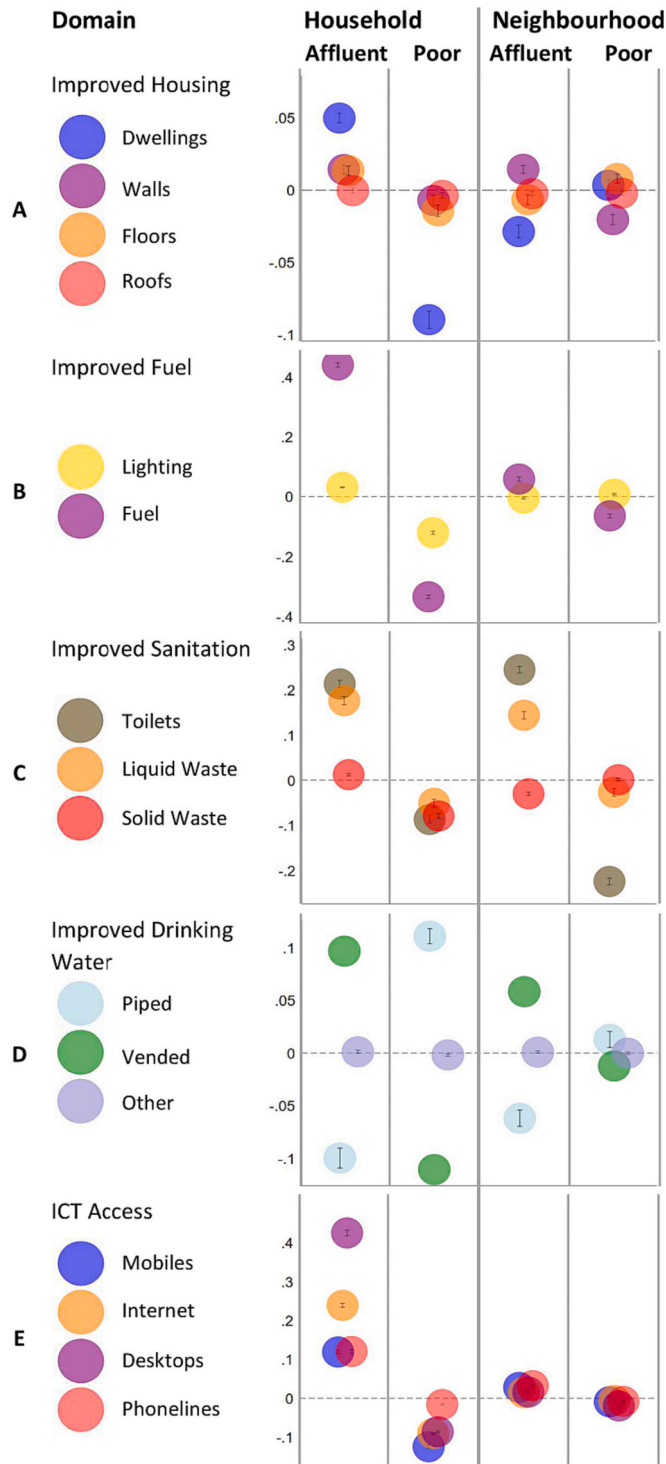 Domain Household Neighbourhood
Affluent Poor Affluent Poor
A
Improved Housing
Dwellings
Walls
Floors
Roofs
.05
0
-.05
-.1
B
Improved Fuel
Lighting
Fuel
.4
.2
0
-.2
-.4
C
Improved Sanitation
Toilets
Liquid Waste
Solid Waste
.3
.2
.1
0
-.1
-.2
D
Improved Drinking
Water
Piped
Vended
Other
.1
.05
0
-.05
-.1
E
ICT Access
Mobiles
Internet
Desktops
Phonelines
.4
.3
.2
.1
0
-.1